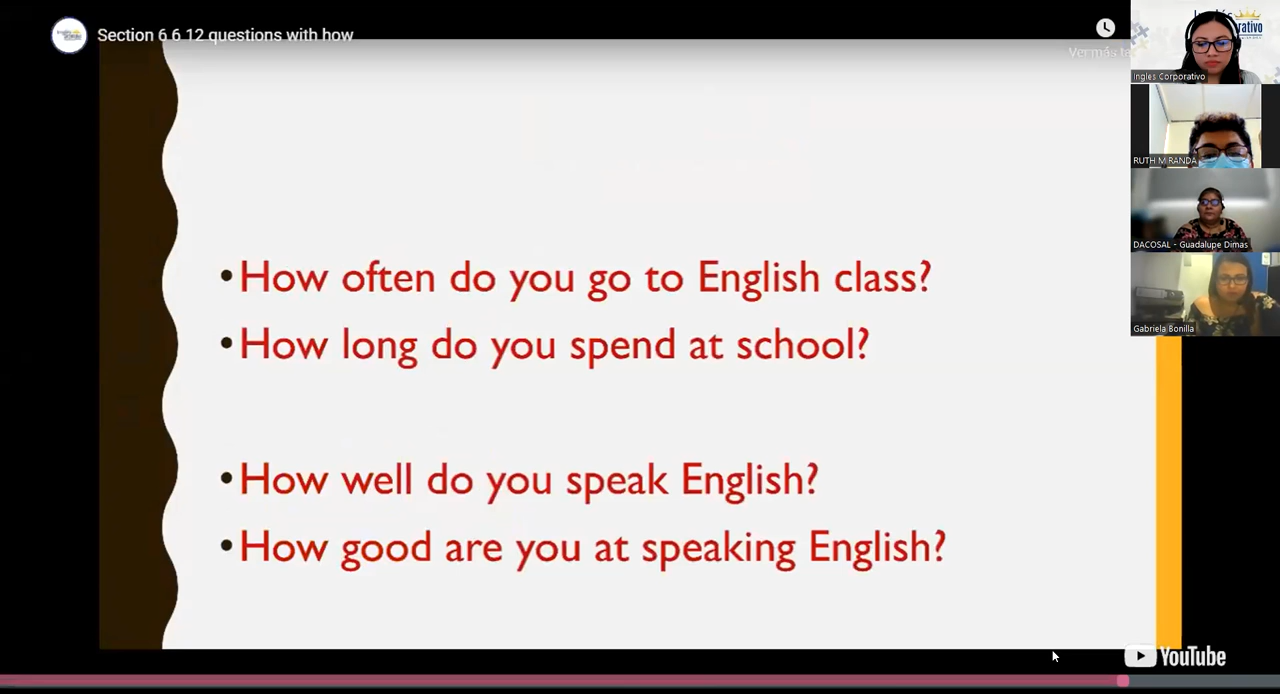 Section 6 6 12 questions with how
Ver más ta
Inglés
rativo
Ingles Corporativo
RUTH M RANDA
DACOSAL - Guadalupe Dimas
Gabriela Bonilla
•How often do you go to English class?
•How long do you spend at school?
•How well do you speak English?
•How good are you at speaking English?
YouTube